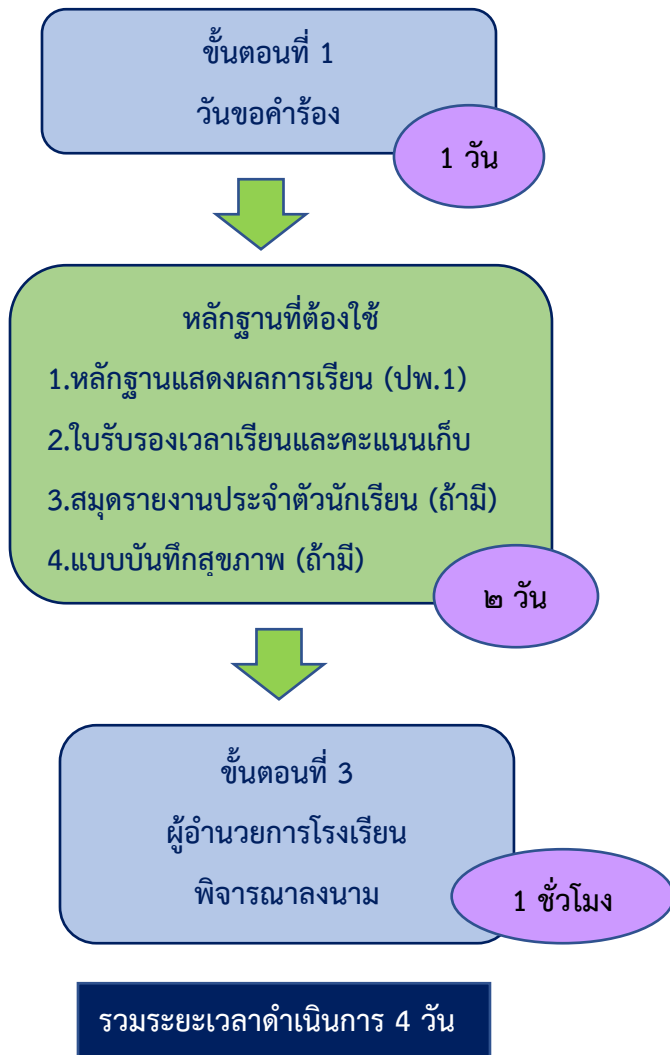 ขั้นตอนที่ 1
วันขอคำร้อง
1 วัน
หลักฐานที่ต้องใช้
1.หลักฐานแสดงผลการเรียน (ปพ.1)
2.ใบรับรองเวลาเรียนและคะแนนเก็บ
3.สมุดรายงานประจำตัวนักเรียน (ถ้ามี)
4.แบบบันทึกสุขภาพ (ถ้ามี)
๒ วัน
ขั้นตอนที่ 3
ผู้อำนวยการโรงเรียน
พิจารณาลงนาม
1 ชั่วโมง
รวมระยะเวลาดำเนินการ 4 วัน